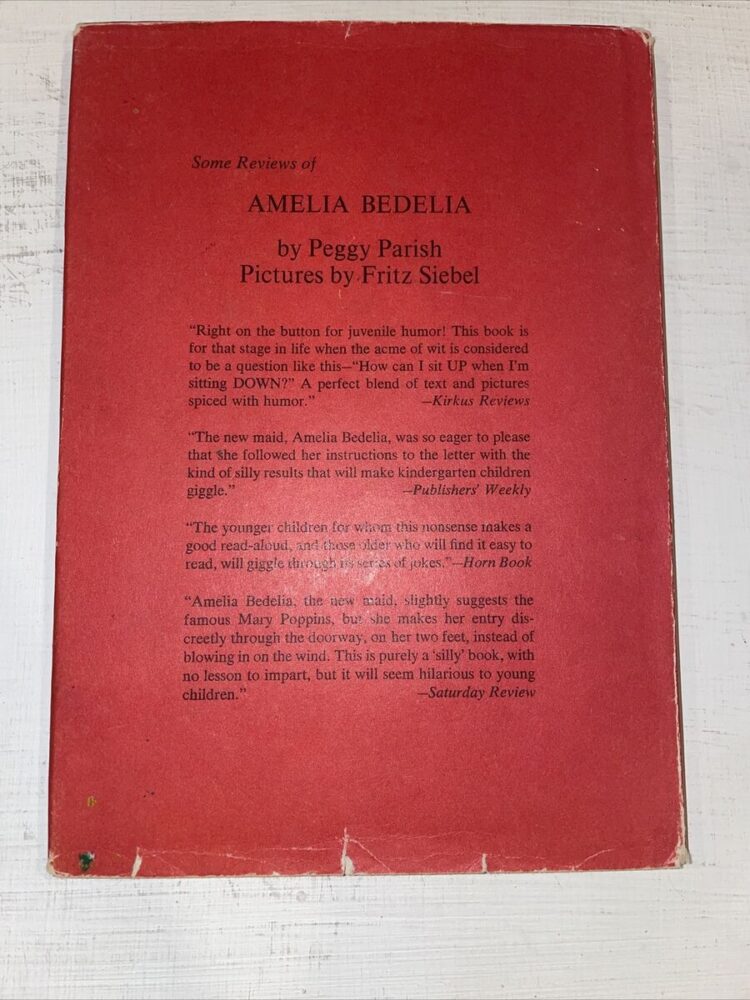 Some Reviews of
AMELIA BEDELIA
by Peggy Parish
Pictures by Fritz Siebel
“Right on the button for juvenile humor! This book is
for that stage in life when the acme of wit is considered
to be a question like this—“How can I sit UP when I'm
sitting DOWN?” A perfect blend of text and pictures
spiced with humor.” —Kirkus Reviews
“The new maid, Amelia Bedelia, was so eager to please
that she followed her instructions to the letter with the
kind of silly results that will make kindergarten children
giggle.” —Publishers' Weekly
“The younger children for whom this nonsense makes a
good read-aloud, and those older who will find it easy to
read, will giggle through its series of jokes.”—Horn Book
“Amelia Bedelia, the new maid, slightly suggests the
famous Mary Poppins, but she makes her entry dis-
creetly through the doorway, on her two feet, instead of
blowing in on the wind. This is purely a ‘silly’ book, with
no lesson to impart, but it will seem hilarious to young
children.” —Saturday Review